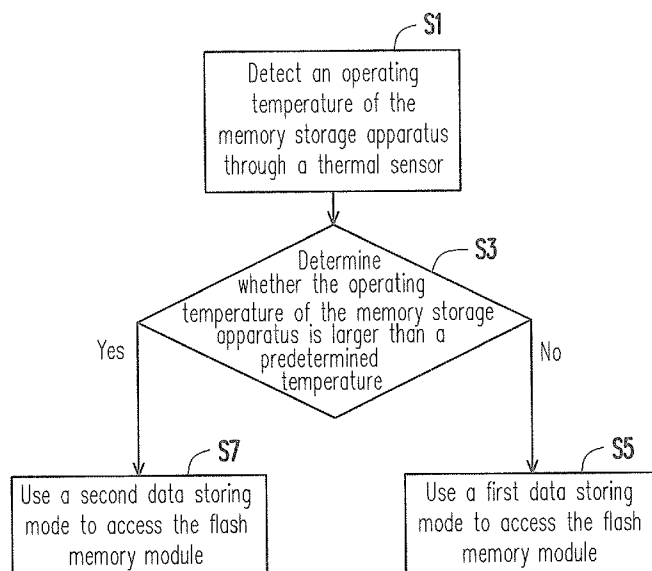 S1
Detect an operating
temperature of the
memory storage apparatus
through a thermal sensor
S3
Determine
whether the operating
temperature of the memory storage
apparatus is larger than a
predetermined
temperature
Yes
No
S7
Use a second data storing
mode to access the flash
memory module
S5
Use a first data storing
mode to access the flash
memory module